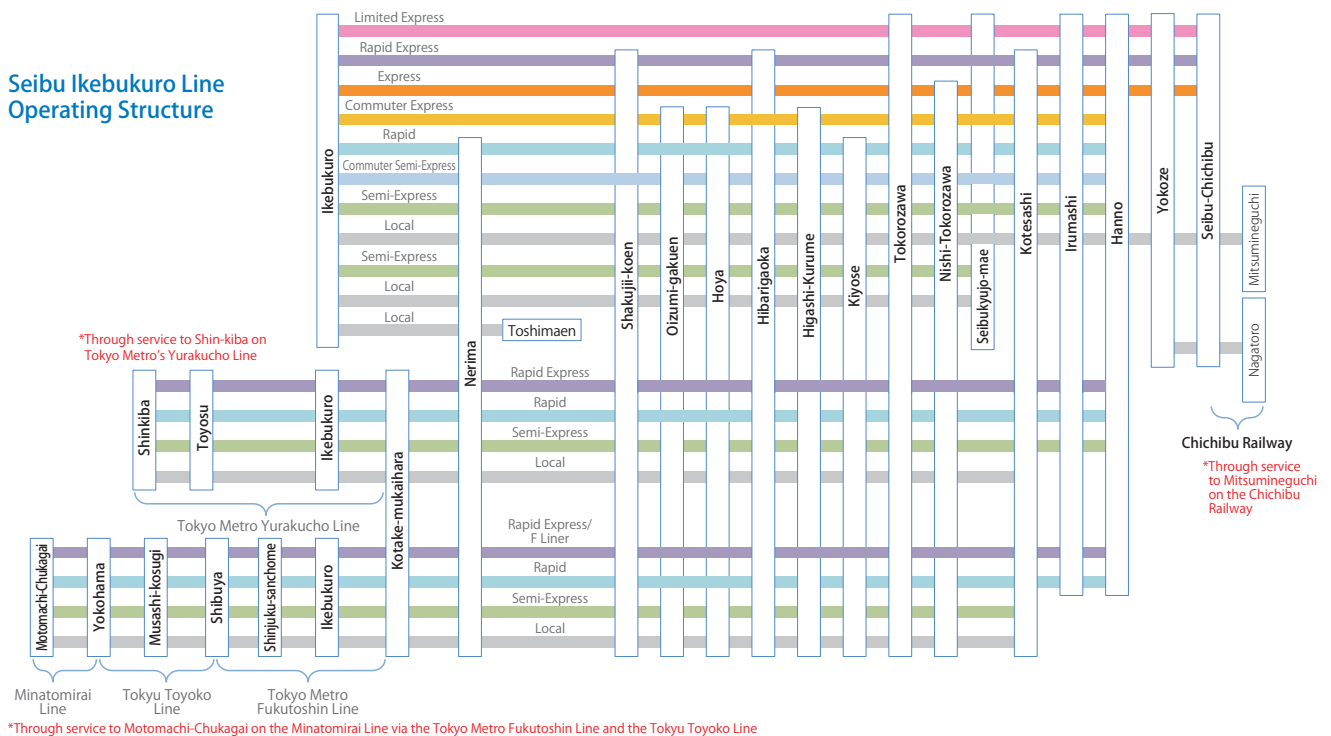 Seibu Ikebukuro Line
Operating Structure
Limited Express
Rapid Express
Express
Commuter Express
Rapid
Commuter Semi-Express
Semi-Express
Local
Semi-Express
Local
Local
Ikebukuro
Nerima
Toshimaen
Shakujii-koen
Oizumi-gakuen
Hoya
Hibarigaoka
Higashi-Kurume
Kiyose
Tokorozawa
Nishi-Tokorozawa
Seibukyujo-mae
Kotesashi
Irumashi
Hanno
Yokoze
Seibu-Chichibu
Mitsumineguchi
Nagatoro
Chichibu Railway
*Through service
to Mitsumineguchi
on the Chichibu
Railway
*Through service to Shin-kiba on
Tokyo Metro's Yurakucho Line
Shinkiba
Toyosu
Ikebukuro
Kotake-mukaihara
Rapid Express
Rapid
Semi-Express
Local
Tokyo Metro Yurakucho Line
Motomachi-Chukagai
Yokohama
Musashi-kosugi
Shibuya
Shinjuku-sanchome
Ikebukuro
Rapid Express/
F Liner
Rapid
Semi-Express
Local
Minatomirai
Line
Tokyu Toyoko
Line
Tokyo Metro
Fukutoshin Line
*Through service to Motomachi-Chukagai on the Minatomirai Line via the Tokyo Metro Fukutoshin Line and the Tokyu Toyoko Line